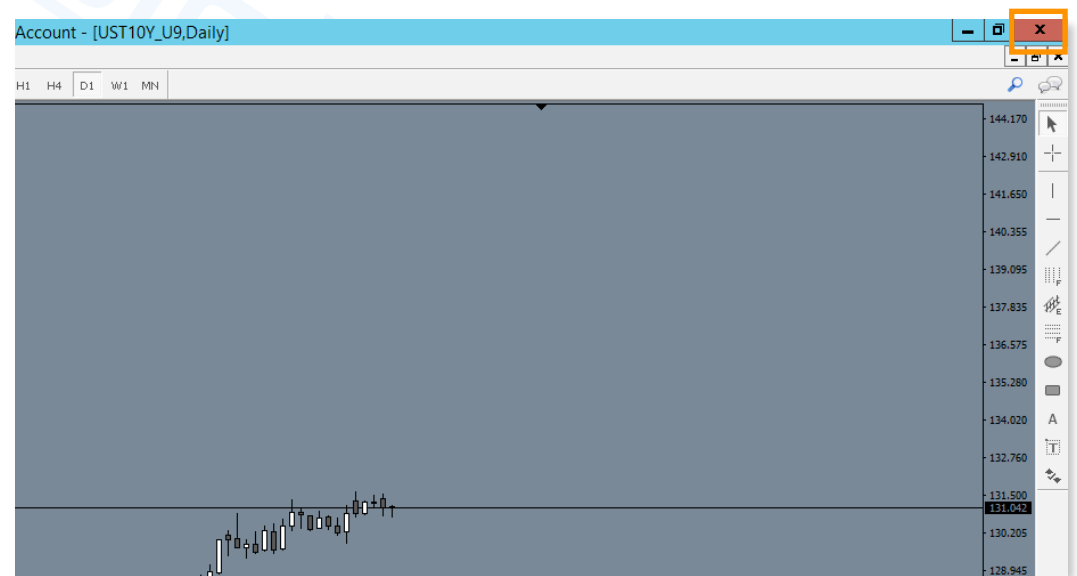 Account - [UST10Y_U9,Daily]
H1 H4 D1 W1 MN
144.170
142.910
141.650
140.355
139.095
F
137.835
E
136.575
F
135.280
134.020
A
132.760
T
131.500
131.042
130.205
128.945